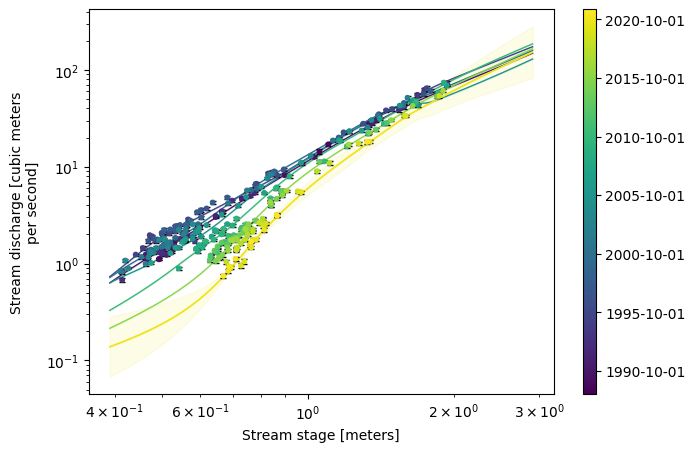 Stream discharge [cubic meters
per second]
10²
10¹
10⁰
10⁻¹
4 × 10⁻¹
6 × 10⁻¹
10⁰
2 × 10⁰
3 × 10⁰
Stream stage [meters]
2020-10-01
2015-10-01
2010-10-01
2005-10-01
2000-10-01
1995-10-01
1990-10-01